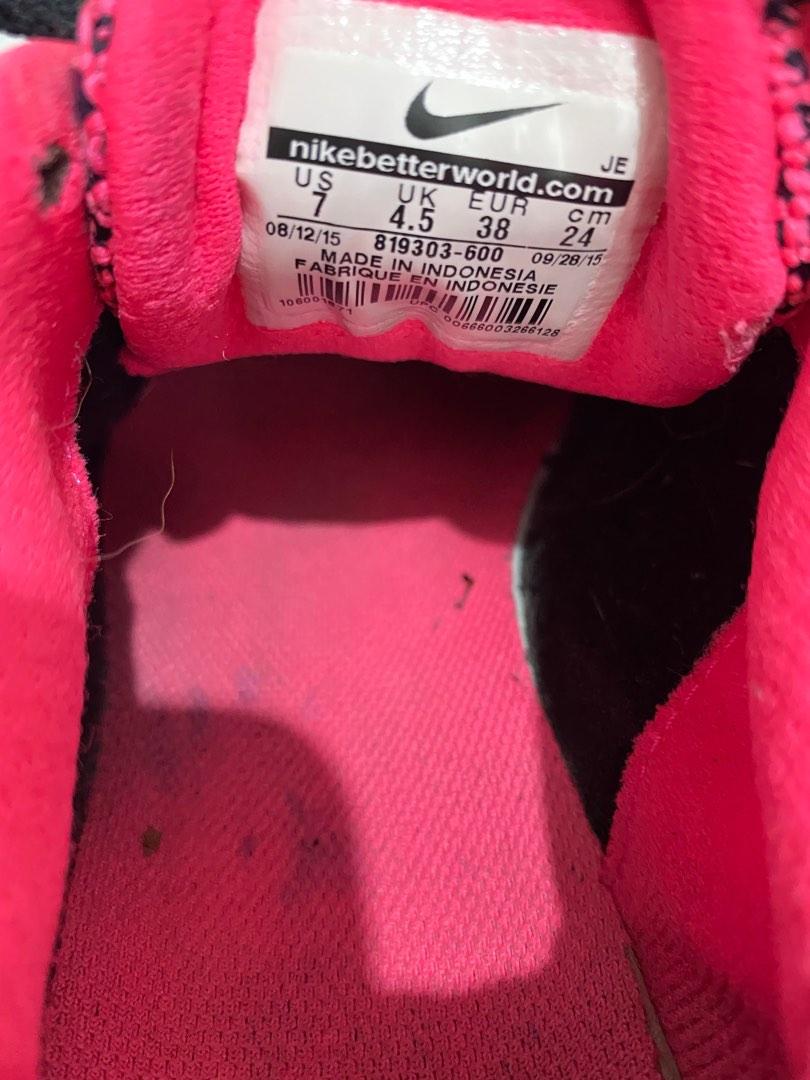 JE
nikebetterworld.com
US UK EUR cm
7 4.5 38 24
08/12/15 819303-600 09/28/15
MADE IN INDONESIA
FABRIQUE EN INDONESIE
UPC 00666003266128